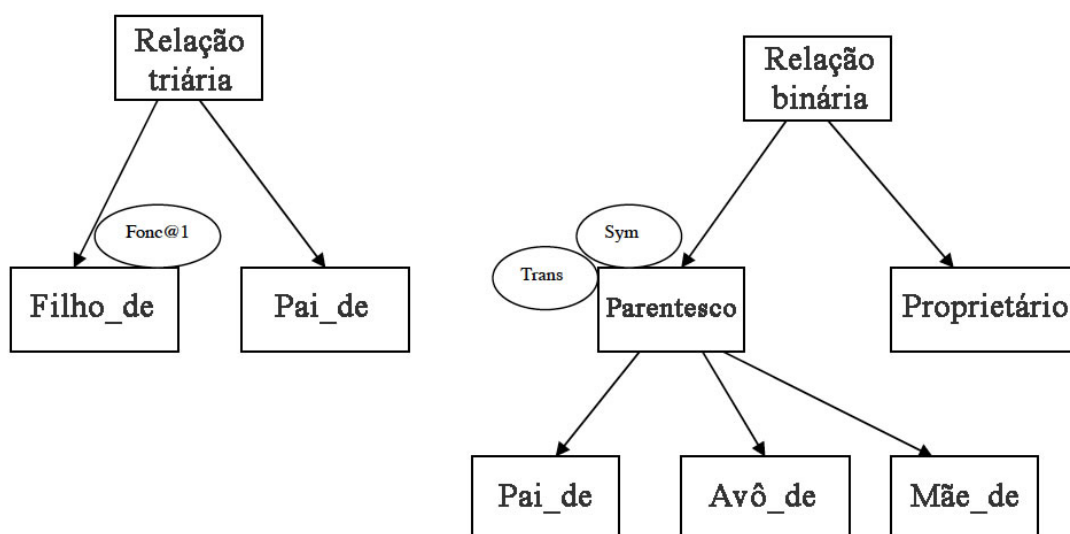 Relação
triária
Relação
binária
Fonc@1
Sym
Trans
Filho_de
Pai_de
Parentesco
Proprietário
Pai_de
Avô_de
Mãe_de